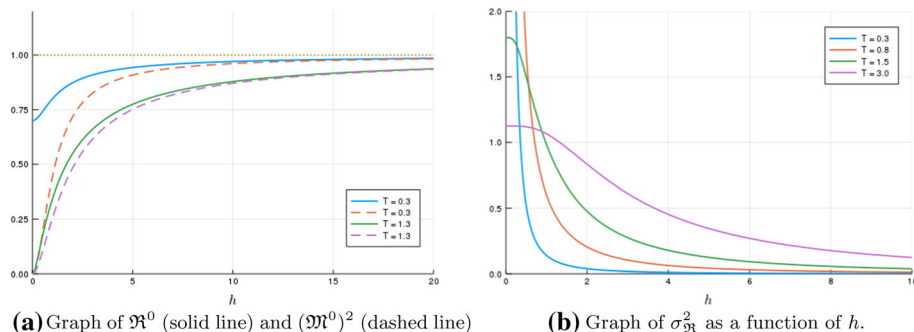 1.00
0.75
0.50
0.25
0.00
0
5
10
15
20
h
T = 0.3
T = 0.3
T = 1.3
T = 1.3
(a) Graph of ℜ⁰ (solid line) and (𝔐⁰)² (dashed line)
2.0
1.5
1.0
0.5
0.0
0
2
4
6
8
10
h
T = 0.3
T = 0.8
T = 1.5
T = 3.0
(b) Graph of σ²_ℜ as a function of h.